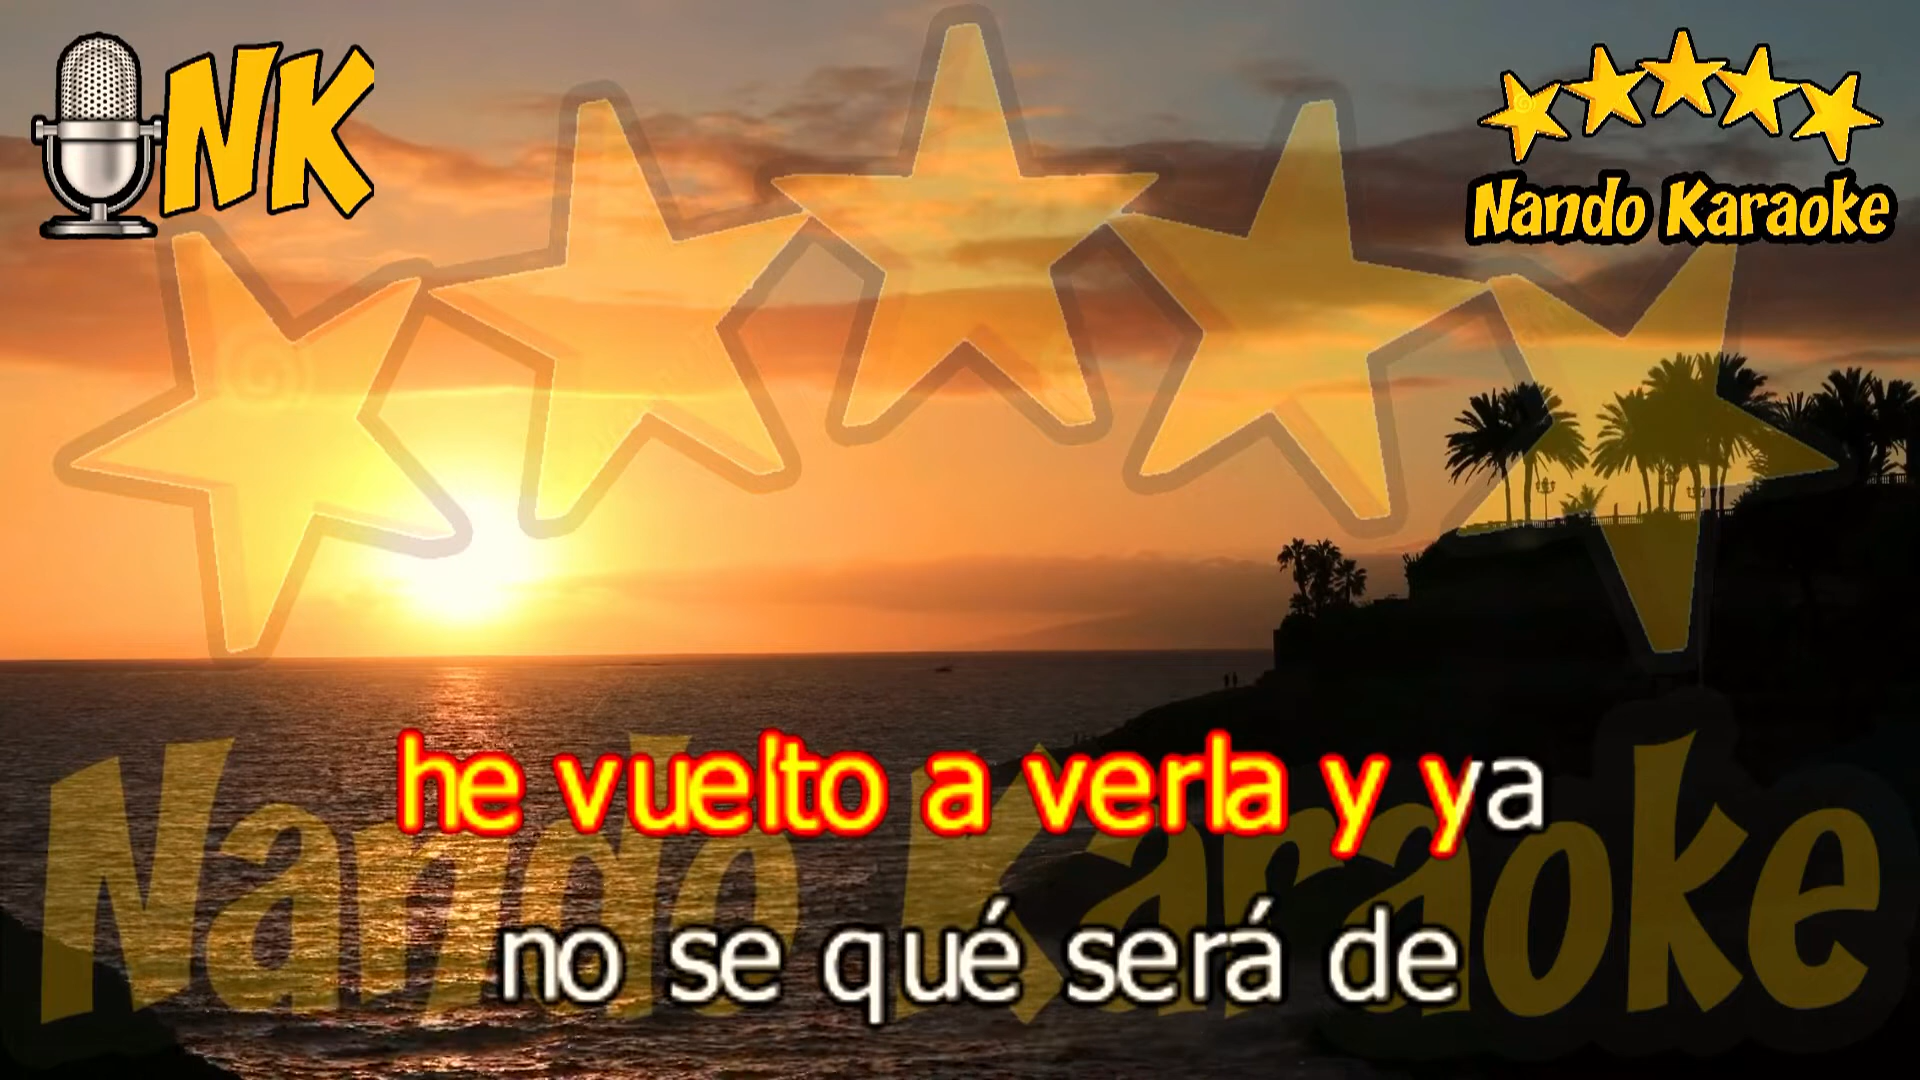 NK
Nando Karaoke
Nando Karaoke
he vuelto a verla y ya
no se qué será de